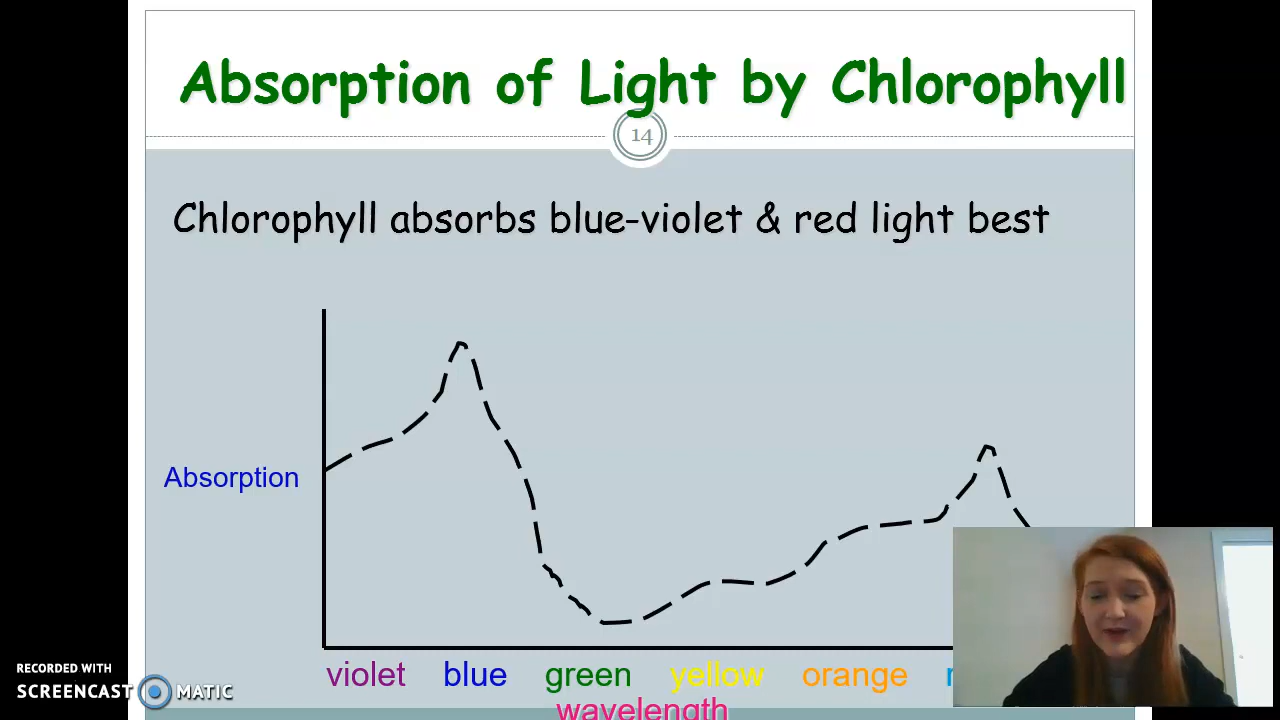 Absorption of Light by Chlorophyll
14
Chlorophyll absorbs blue-violet & red light best
Absorption
violet blue green yellow orange
wavelength
RECORDED WITH
SCREENCAST MATIC